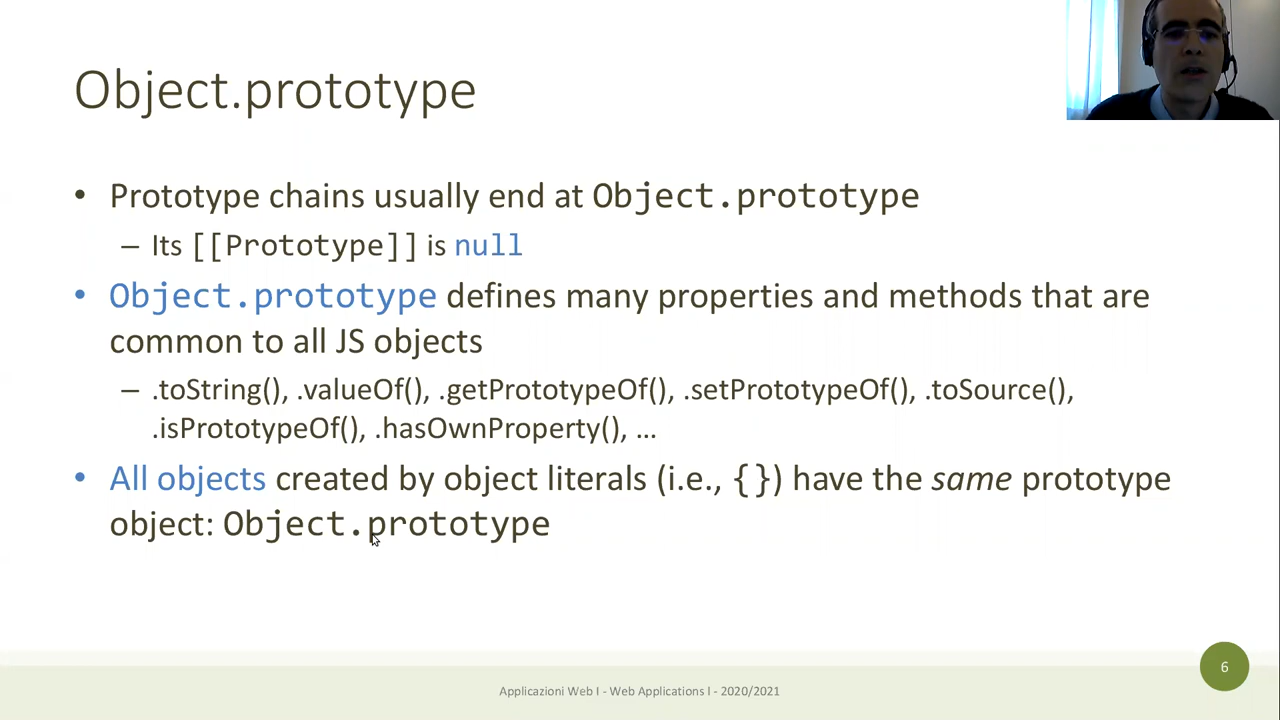 Object.prototype
• Prototype chains usually end at Object.prototype
– Its [[Prototype]] is null
• Object.prototype defines many properties and methods that are
common to all JS objects
– .toString(), .valueOf(), .getPrototypeOf(), .setPrototypeOf(), .toSource(),
.isPrototypeOf(), .hasOwnProperty(), …
• All objects created by object literals (i.e., {}) have the same prototype
object: Object.prototype
Applicazioni Web I - Web Applications I - 2020/2021
6